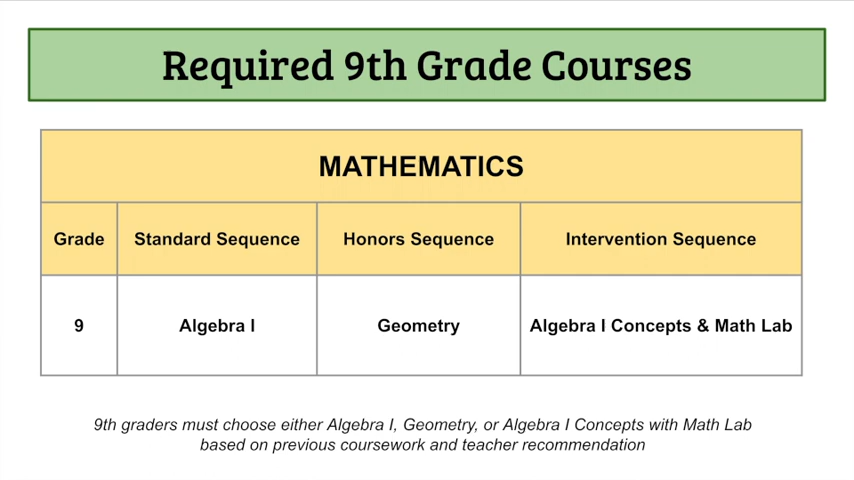 Required 9th Grade Courses
MATHEMATICS
Grade
Standard Sequence
Honors Sequence
Intervention Sequence
9
Algebra I
Geometry
Algebra I Concepts & Math Lab
9th graders must choose either Algebra I, Geometry, or Algebra I Concepts with Math Lab
based on previous coursework and teacher recommendation